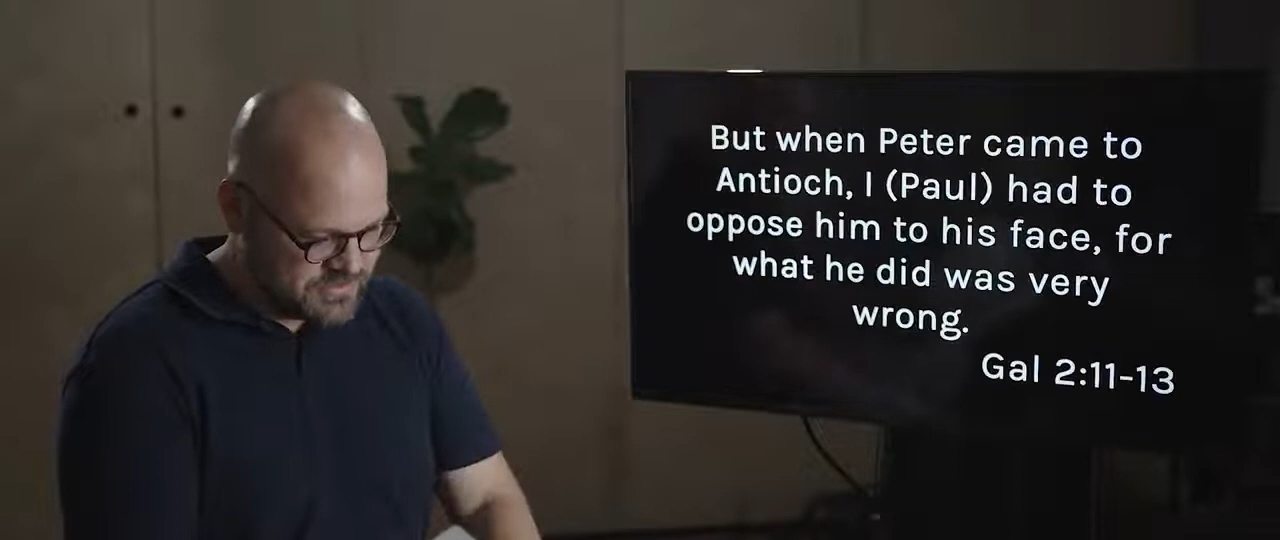 But when Peter came to
Antioch, I (Paul) had to
oppose him to his face, for
what he did was very
wrong.
Gal 2:11-13